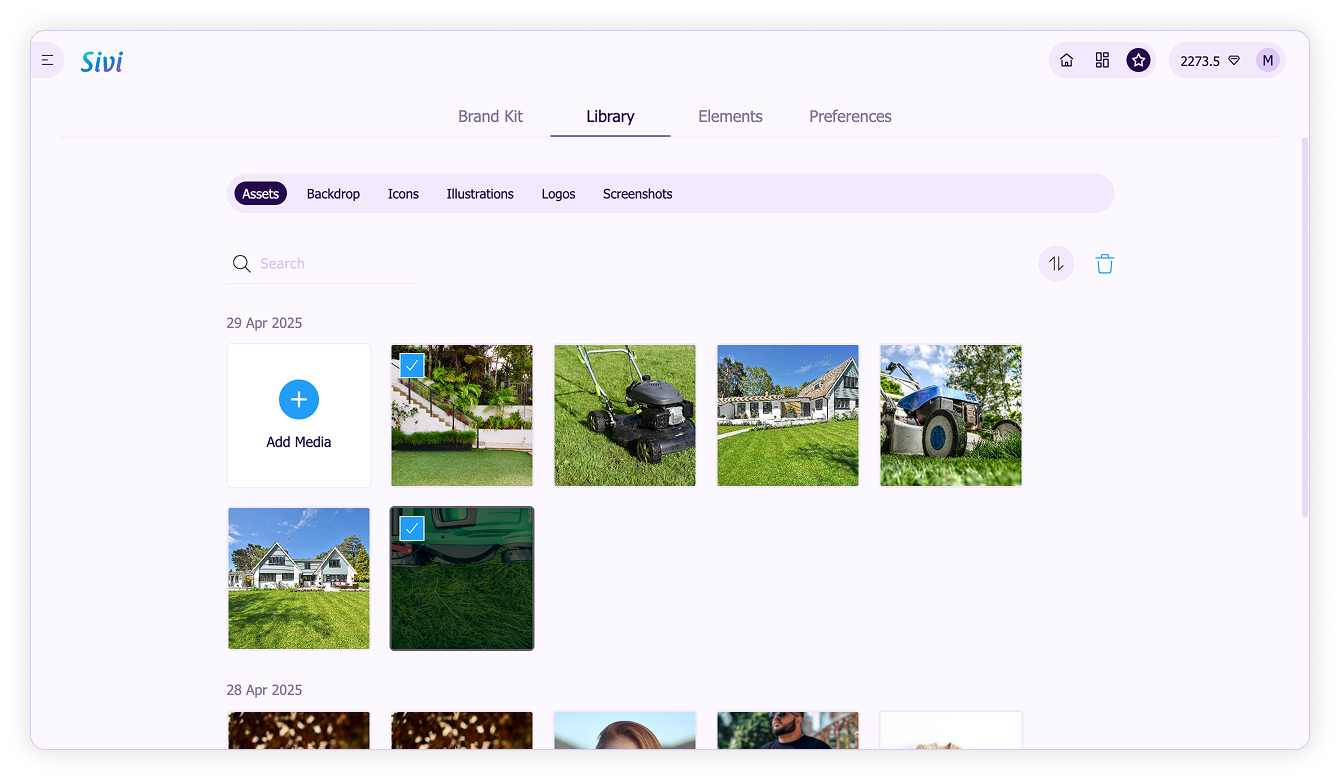 Sivi
2273.5
M
Brand Kit
Library
Elements
Preferences
Assets
Backdrop
Icons
Illustrations
Logos
Screenshots
Search
29 Apr 2025
Add Media
28 Apr 2025